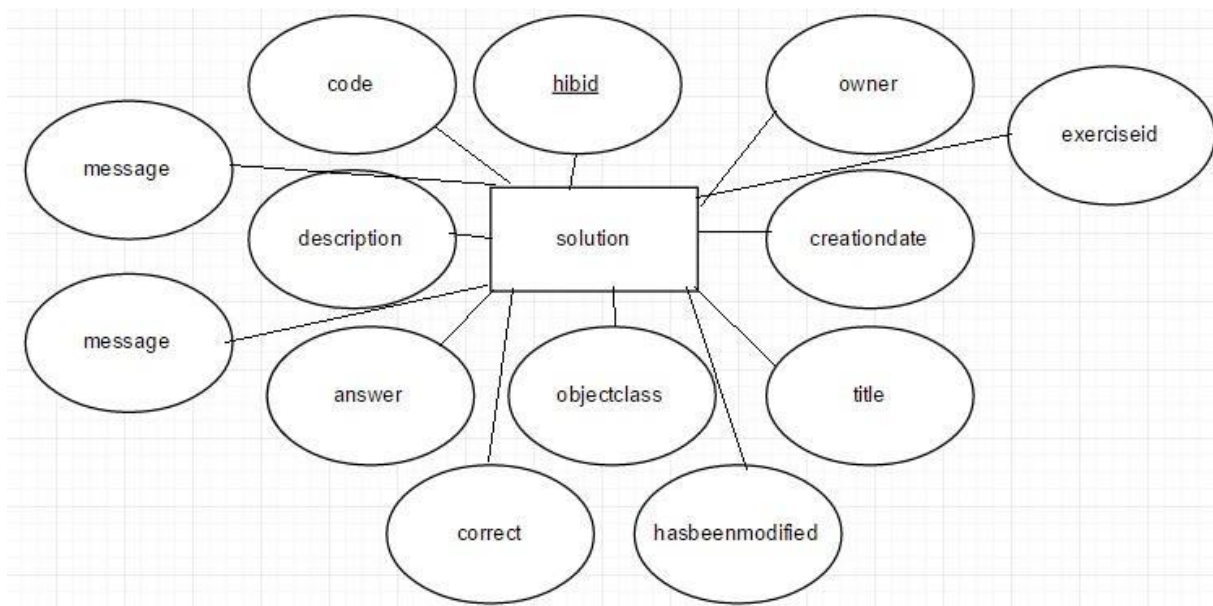 code
hibid
owner
exerciseid
message
description
solution
creationdate
message
answer
objectclass
title
correct
hasbeenmodified